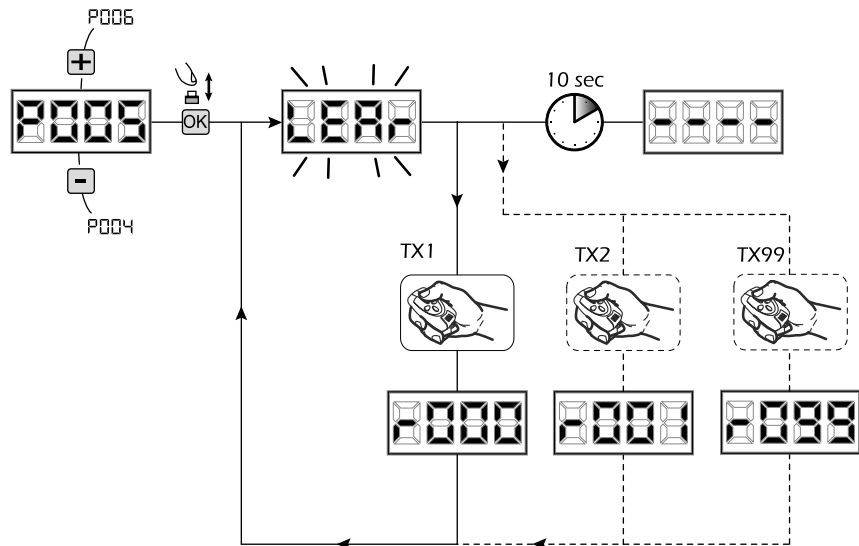 P006
+
P005
OK
LEAr
10 sec
- - - -
-
P004
TX1
TX2
TX99
r000
r001
r099